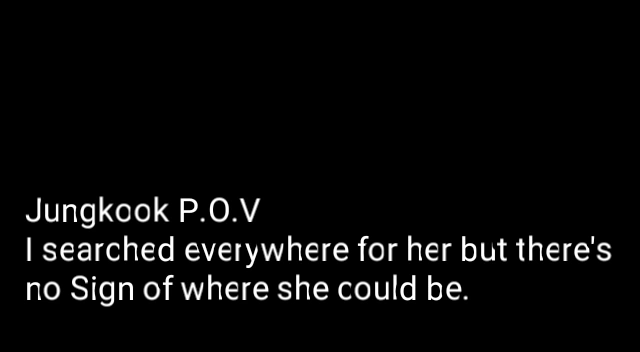 Jungkook P.O.V
I searched everywhere for her but there's
no Sign of where she could be.